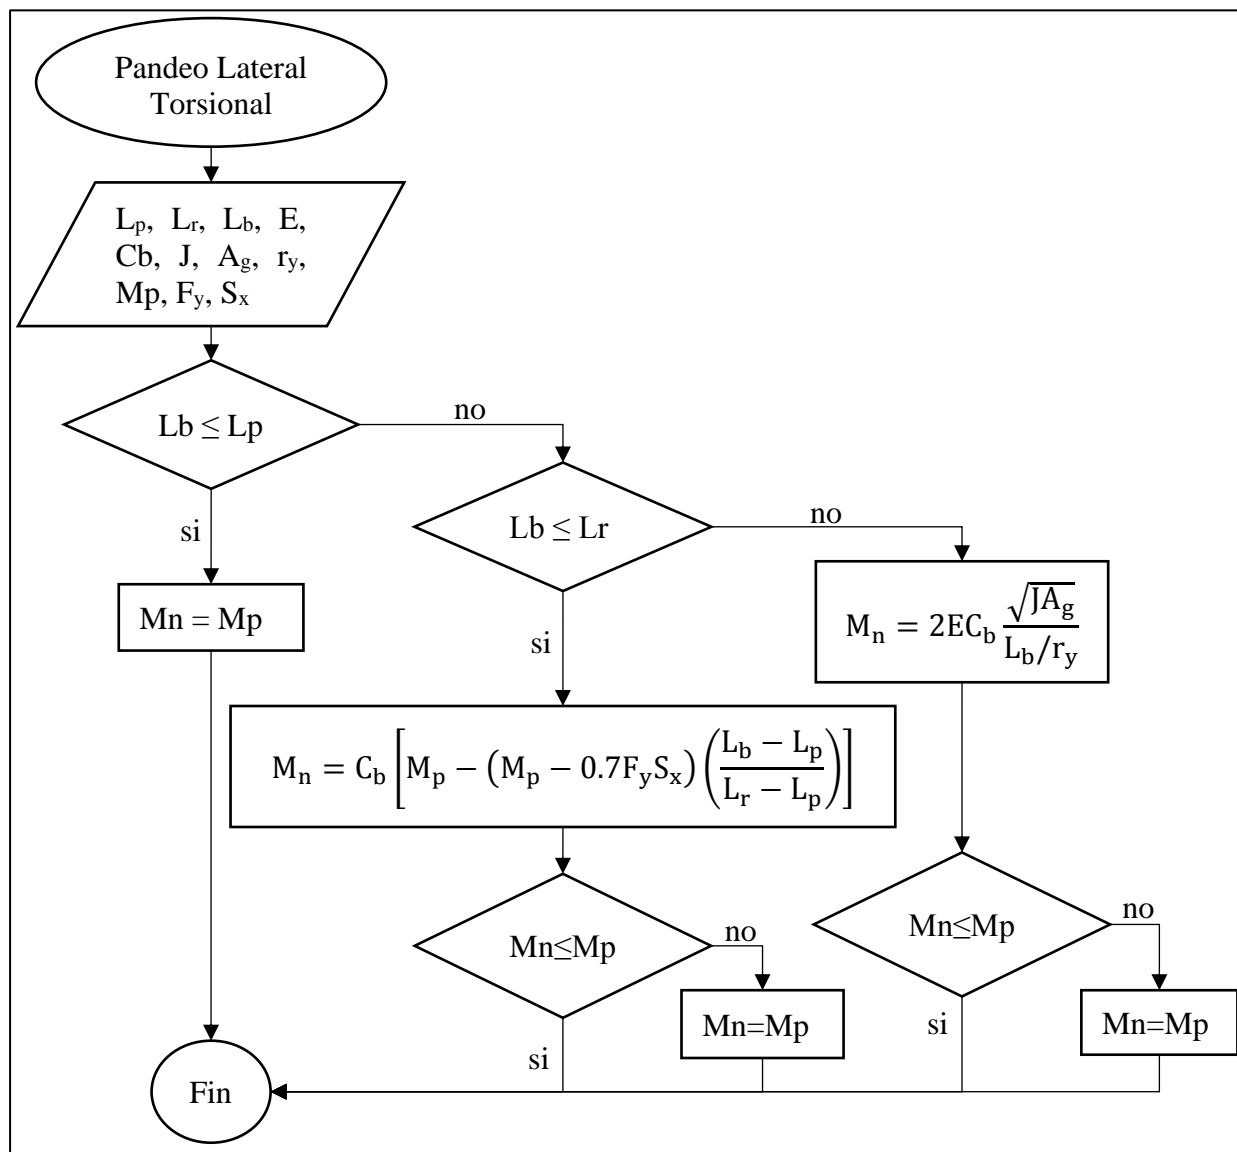 Pandeo Lateral
Torsional
Lp, Lr, Lb, E,
Cb, J, Ag, ry,
Mp, Fy, Sx
Lb ≤ Lp
no
si
Mn = Mp
Lb ≤ Lr
no
si
Mn = 2ECb √(JAg) / (Lb/ry)
Mn = Cb [Mp − (Mp − 0.7FySx) ((Lb − Lp) / (Lr − Lp))]
Mn≤Mp
no
si
Mn=Mp
Mn≤Mp
no
si
Mn=Mp
Fin